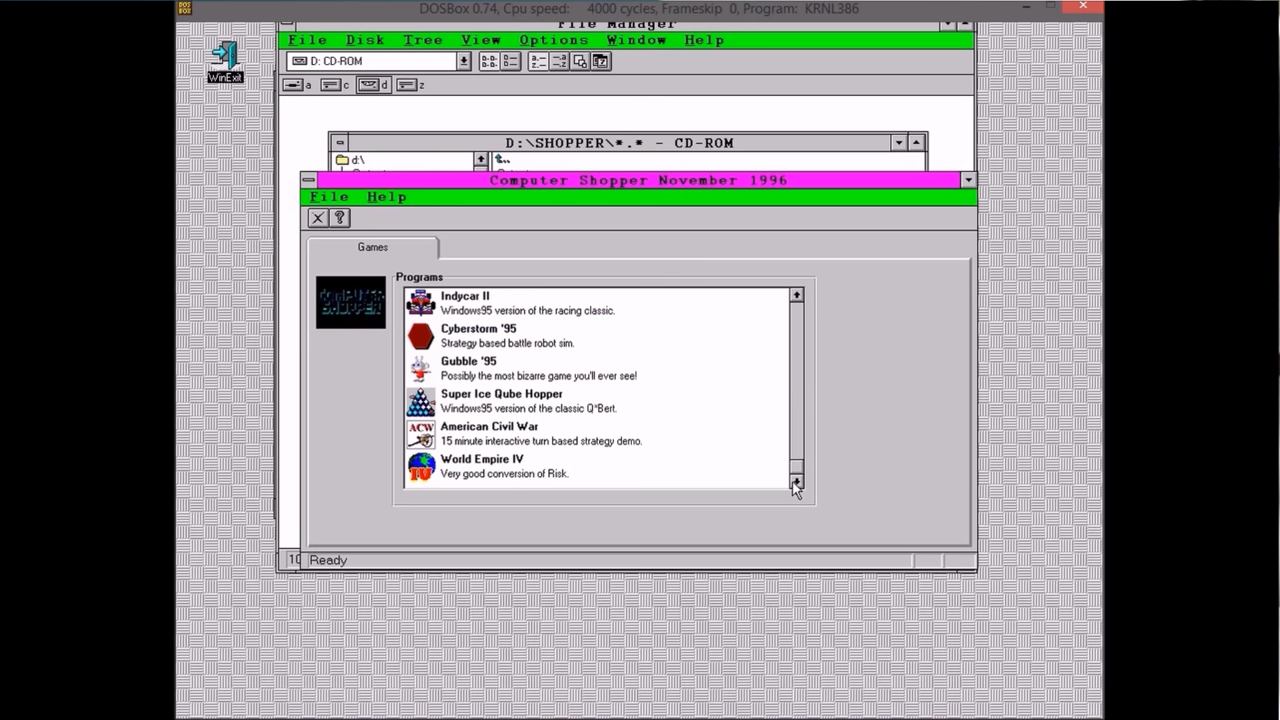 DOSBox 0.74, Cpu speed: 4000 cycles, Frameskip 0, Program: KRNL386
File Manager
WinExit
File Disk Tree View Options Window Help
D: CD-ROM
a c d z
D:\SHOPPER\*.* - CD-ROM
d:\
Computer Shopper November 1996
File Help
Games
COMPUTER
SHOPPER
Programs
Indycar II
Windows95 version of the racing classic.
Cyberstorm '95
Strategy based battle robot sim.
Gubble '95
Possibly the most bizarre game you'll ever see!
Super Ice Qube Hopper
Windows95 version of the classic Q*Bert.
ACW
American Civil War
15 minute interactive turn based strategy demo.
IV
World Empire IV
Very good conversion of Risk.
Ready